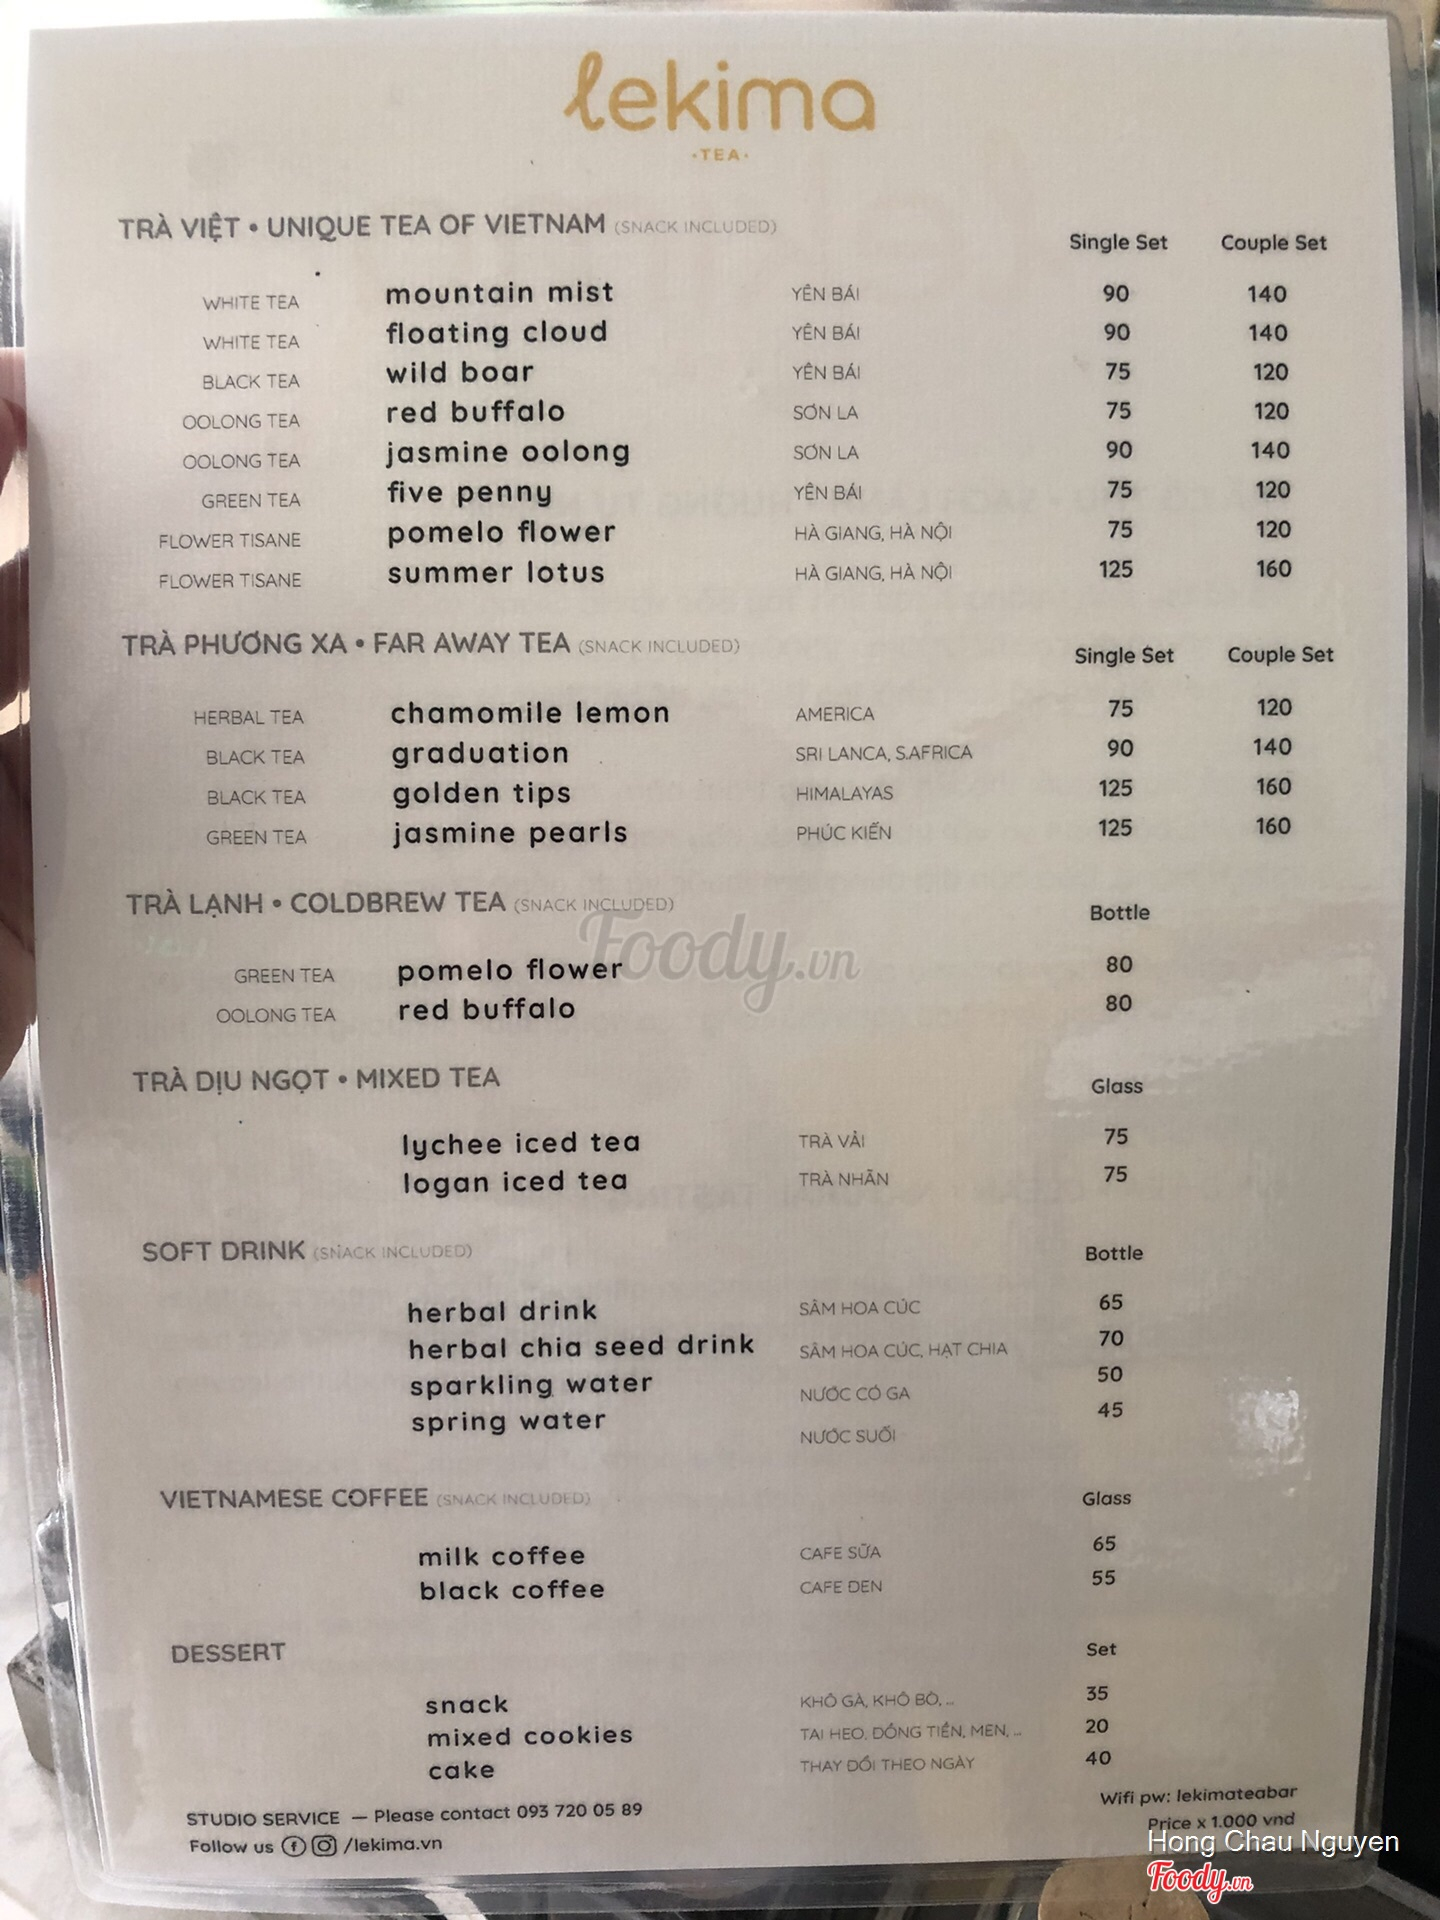 lekima
·TEA·
TRÀ VIỆT • UNIQUE TEA OF VIETNAM (SNACK INCLUDED) Single Set Couple Set
WHITE TEA mountain mist YÊN BÁI 90 140
WHITE TEA floating cloud YÊN BÁI 90 140
BLACK TEA wild boar YÊN BÁI 75 120
OOLONG TEA red buffalo SƠN LA 75 120
OOLONG TEA jasmine oolong SƠN LA 90 140
GREEN TEA five penny YÊN BÁI 75 120
FLOWER TISANE pomelo flower HÀ GIANG, HÀ NỘI 75 120
FLOWER TISANE summer lotus HÀ GIANG, HÀ NỘI 125 160
TRÀ PHƯƠNG XA • FAR AWAY TEA (SNACK INCLUDED) Single Set Couple Set
HERBAL TEA chamomile lemon AMERICA 75 120
BLACK TEA graduation SRI LANCA, S.AFRICA 90 140
BLACK TEA golden tips HIMALAYAS 125 160
GREEN TEA jasmine pearls PHÚC KIẾN 125 160
TRÀ LẠNH • COLDBREW TEA (SNACK INCLUDED) Bottle
Foody.vn
GREEN TEA pomelo flower 80
OOLONG TEA red buffalo 80
TRÀ DỊU NGỌT • MIXED TEA Glass
lychee iced tea TRÀ VẢI 75
logan iced tea TRÀ NHÃN 75
SOFT DRINK (SNACK INCLUDED) Bottle
herbal drink SÂM HOA CÚC 65
herbal chia seed drink SÂM HOA CÚC, HẠT CHIA 70
sparkling water NƯỚC CÓ GA 50
spring water NƯỚC SUỐI 45
VIETNAMESE COFFEE (SNACK INCLUDED) Glass
milk coffee CAFE SỮA 65
black coffee CAFE ĐEN 55
DESSERT Set
snack KHÔ GÀ, KHÔ BÒ, ... 35
mixed cookies TAI HEO, ĐỒNG TIỀN, MEN, ... 20
cake THAY ĐỔI THEO NGÀY 40
STUDIO SERVICE — Please contact 093 720 05 89 Wifi pw: lekimateabar
Follow us /lekima.vn Price x 1.000 vnd
Hong Chau Nguyen
Foody.vn